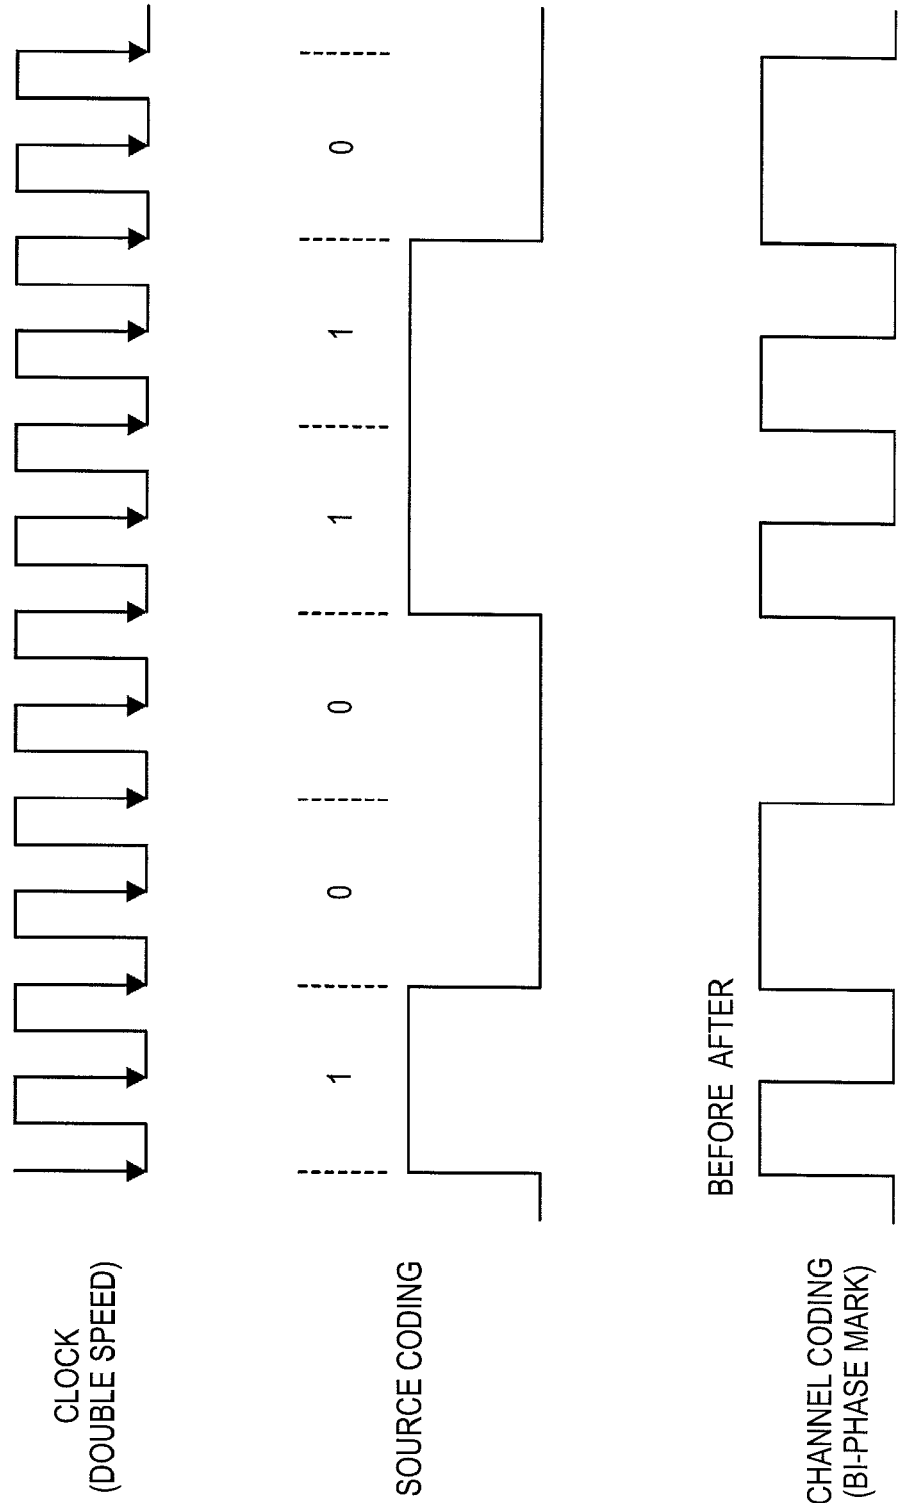 CLOCK
(DOUBLE SPEED)
1 0 0 1 1 0
SOURCE CODING
BEFORE AFTER
CHANNEL CODING
(BI-PHASE MARK)